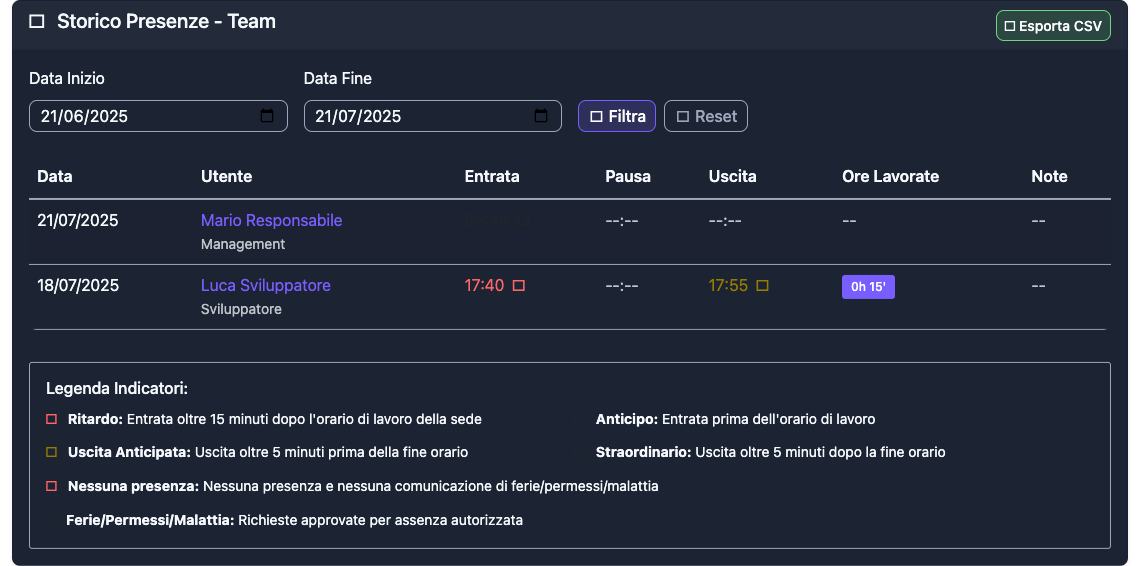 Storico Presenze - Team
Esporta CSV
Data Inizio
Data Fine
21/06/2025
21/07/2025
Filtra
Reset
Data Utente Entrata Pausa Uscita Ore Lavorate Note
21/07/2025 Mario Responsabile --:-- --:-- -- --
Management
18/07/2025 Luca Sviluppatore 17:40 --:-- 17:55 0h 15' --
Sviluppatore
Legenda Indicatori:
Ritardo: Entrata oltre 15 minuti dopo l'orario di lavoro della sede
Anticipo: Entrata prima dell'orario di lavoro
Uscita Anticipata: Uscita oltre 5 minuti prima della fine orario
Straordinario: Uscita oltre 5 minuti dopo la fine orario
Nessuna presenza: Nessuna presenza e nessuna comunicazione di ferie/permessi/malattia
Ferie/Permessi/Malattia: Richieste approvate per assenza autorizzata